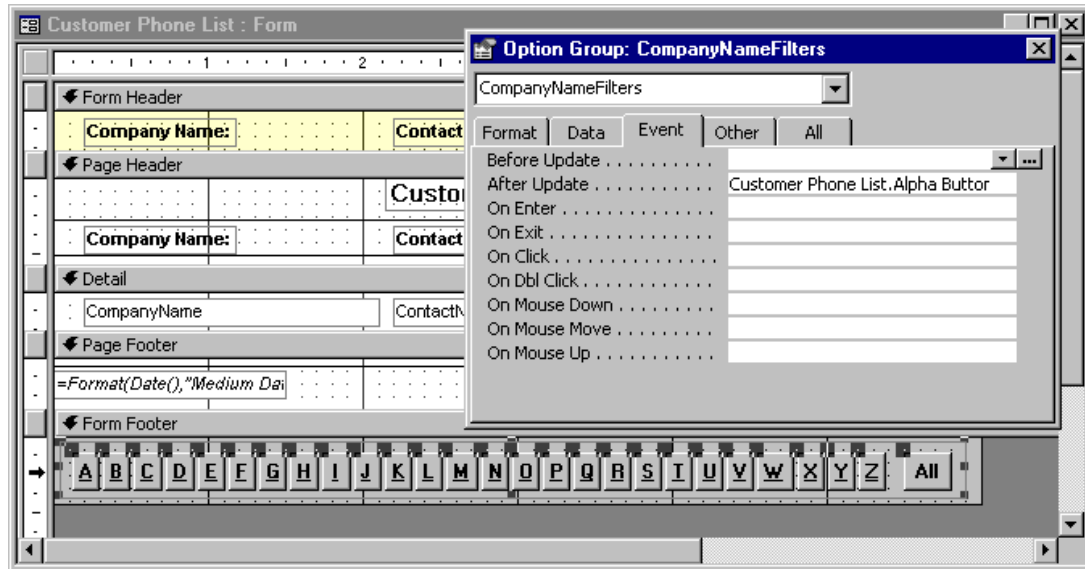 Customer Phone List : Form
Option Group: CompanyNameFilters
CompanyNameFilters
Format Data Event Other All
Before Update . . . . . . . . . .
After Update . . . . . . . . . . . Customer Phone List.Alpha Buttor
On Enter . . . . . . . . . . . . . .
On Exit . . . . . . . . . . . . . . .
On Click . . . . . . . . . . . . . . .
On Dbl Click . . . . . . . . . . . .
On Mouse Down . . . . . . . .
On Mouse Move . . . . . . . .
On Mouse Up . . . . . . . . . .
1 2
Form Header
Company Name: Contact
Page Header
Custo
Company Name: Contact
Detail
CompanyName ContactN
Page Footer
=Format(Date(),"Medium Da
Form Footer
A B C D E F G H I J K L M N O P Q R S T U V W X Y Z All